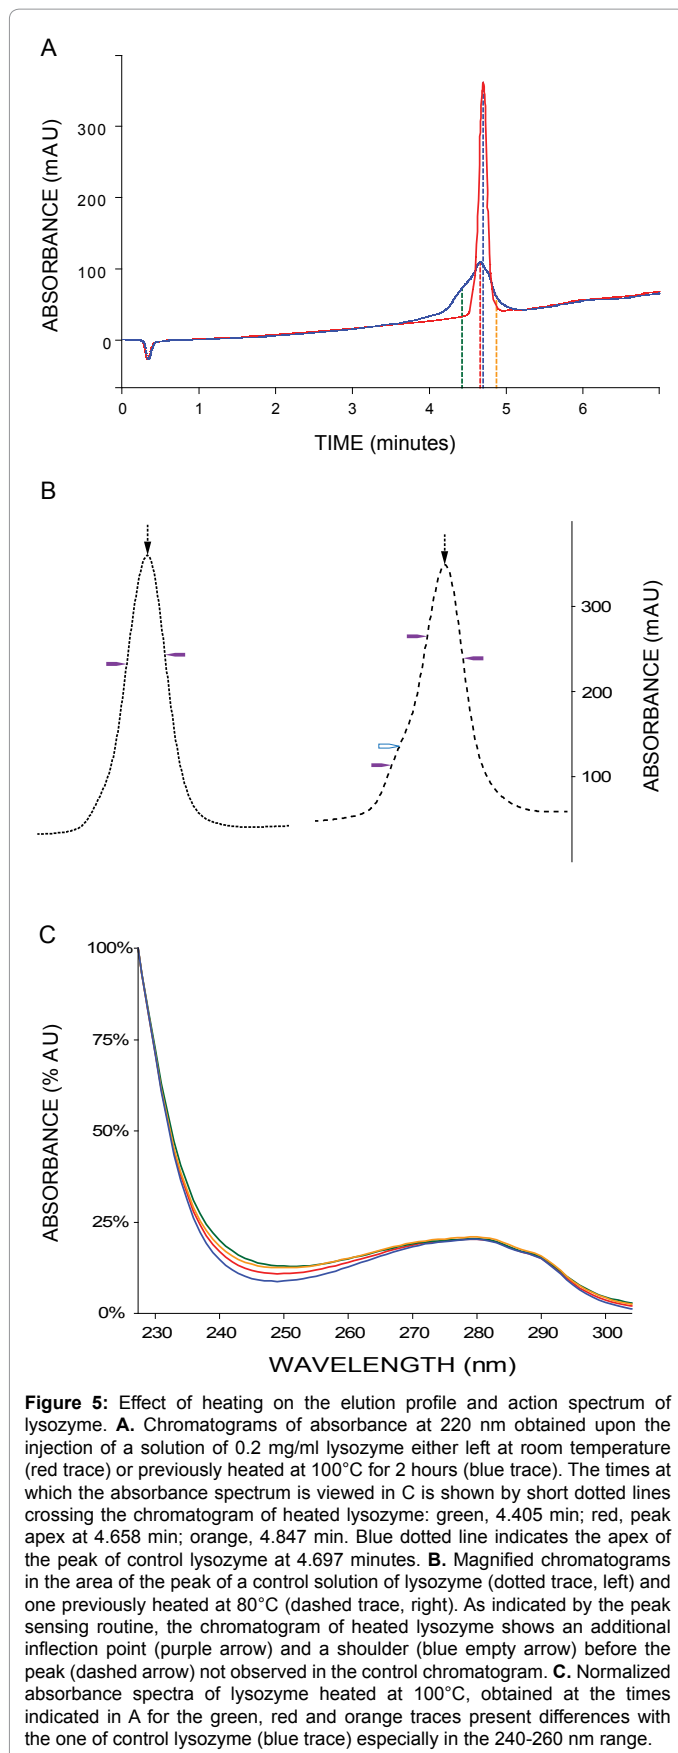 A
ABSORBANCE (mAU)
300
200
100
0
0 1 2 3 4 5 6
TIME (minutes)
B
300
200
100
ABSORBANCE (mAU)
C
ABSORBANCE (% AU)
100%
75%
50%
25%
0%
230 240 250 260 270 280 290 300
WAVELENGTH (nm)
Figure 5: Effect of heating on the elution profile and action spectrum of
lysozyme. A. Chromatograms of absorbance at 220 nm obtained upon the
injection of a solution of 0.2 mg/ml lysozyme either left at room temperature
(red trace) or previously heated at 100°C for 2 hours (blue trace). The times at
which the absorbance spectrum is viewed in C is shown by short dotted lines
crossing the chromatogram of heated lysozyme: green, 4.405 min; red, peak
apex at 4.658 min; orange, 4.847 min. Blue dotted line indicates the apex of
the peak of control lysozyme at 4.697 minutes. B. Magnified chromatograms
in the area of the peak of a control solution of lysozyme (dotted trace, left) and
one previously heated at 80°C (dashed trace, right). As indicated by the peak
sensing routine, the chromatogram of heated lysozyme shows an additional
inflection point (purple arrow) and a shoulder (blue empty arrow) before the
peak (dashed arrow) not observed in the control chromatogram. C. Normalized
absorbance spectra of lysozyme heated at 100°C, obtained at the times
indicated in A for the green, red and orange traces present differences with
the one of control lysozyme (blue trace) especially in the 240-260 nm range.